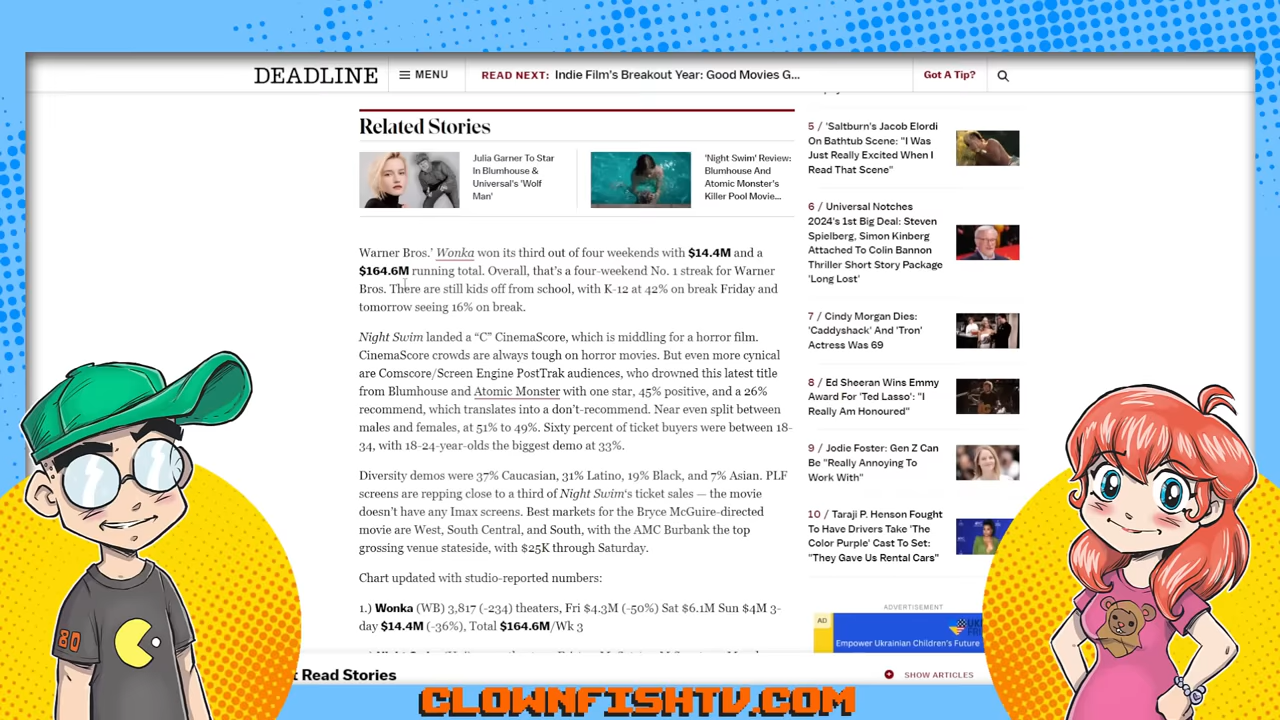 DEADLINE
MENU
READ NEXT: Indie Film's Breakout Year: Good Movies G...
Got A Tip?
Related Stories
Julia Garner To Star
In Blumhouse &
Universal's 'Wolf
Man'
'Night Swim' Review:
Blumhouse And
Atomic Monster's
Killer Pool Movie...
Warner Bros.' Wonka won its third out of four weekends with $14.4M and a
$164.6M running total. Overall, that's a four-weekend No. 1 streak for Warner
Bros. There are still kids off from school, with K-12 at 42% on break Friday and
tomorrow seeing 16% on break.
Night Swim landed a “C” CinemaScore, which is middling for a horror film.
CinemaScore crowds are always tough on horror movies. But even more cynical
are Comscore/Screen Engine PostTrak audiences, who drowned this latest title
from Blumhouse and Atomic Monster with one star, 45% positive, and a 26%
recommend, which translates into a don't-recommend. Near even split between
males and females, at 51% to 49%. Sixty percent of ticket buyers were between 18-
34, with 18-24-year-olds the biggest demo at 33%.
Diversity demos were 37% Caucasian, 31% Latino, 19% Black, and 7% Asian. PLF
screens are repping close to a third of Night Swim's ticket sales — the movie
doesn't have any Imax screens. Best markets for the Bryce McGuire-directed
movie are West, South Central, and South, with the AMC Burbank the top
grossing venue stateside, with $25K through Saturday.
Chart updated with studio-reported numbers:
1.) Wonka (WB) 3,817 (-234) theaters, Fri $4.3M (-50%) Sat $6.1M Sun $4M 3-
day $14.4M (-36%), Total $164.6M/Wk 3
5 / 'Saltburn's Jacob Elordi
On Bathtub Scene: "I Was
Just Really Excited When I
Read That Scene"
6 / Universal Notches
2024's 1st Big Deal: Steven
Spielberg, Simon Kinberg
Attached To Colin Bannon
Thriller Short Story Package
'Long Lost'
7 / Cindy Morgan Dies:
'Caddyshack' And 'Tron'
Actress Was 69
8 / Ed Sheeran Wins Emmy
Award For 'Ted Lasso': "I
Really Am Honoured"
9 / Jodie Foster: Gen Z Can
Be “Really Annoying To
Work With”
10 / Taraji P. Henson Fought
To Have Drivers Take 'The
Color Purple' Cast To Set:
"They Gave Us Rental Cars"
ADVERTISEMENT
AD
Empower Ukrainian Children's Future
t Read Stories
SHOW ARTICLES
80
CLOWNFISHTV.COM